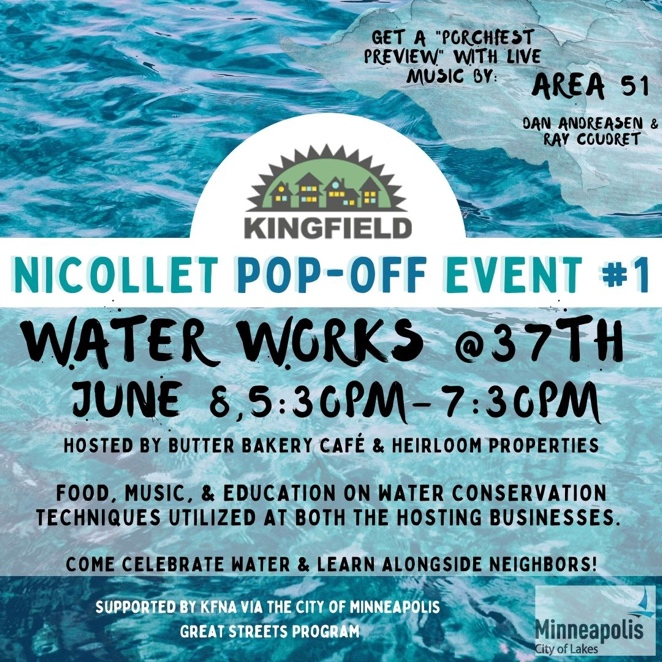 GET A "PORCHFEST
PREVIEW" WITH LIVE
MUSIC BY:
AREA 51
DAN ANDREASEN &
RAY COUDRET
KINGFIELD
NICOLLET POP-OFF EVENT #1
WATER WORKS @37TH
JUNE 8, 5:30PM-7:30PM
HOSTED BY BUTTER BAKERY CAFÉ & HEIRLOOM PROPERTIES
FOOD, MUSIC, & EDUCATION ON WATER CONSERVATION
TECHNIQUES UTILIZED AT BOTH THE HOSTING BUSINESSES.
COME CELEBRATE WATER & LEARN ALONGSIDE NEIGHBORS!
SUPPORTED BY KFNA VIA THE CITY OF MINNEAPOLIS
GREAT STREETS PROGRAM
Minneapolis
City of Lakes